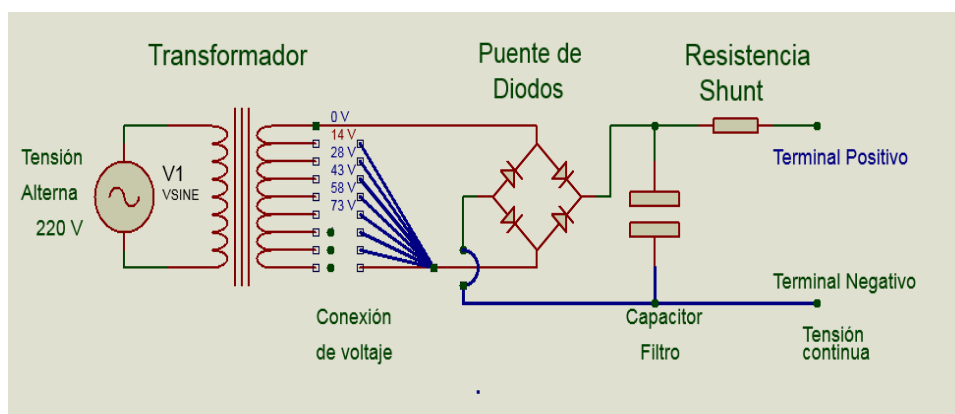 Transformador
Puente de
Diodos
Resistencia
Shunt
0 V
14 V
28 V
43 V
58 V
73 V
Tensión
Alterna
220 V
V1
VSINE
Terminal Positivo
Terminal Negativo
Conexión
de voltaje
Capacitor
Filtro
Tensión
continua